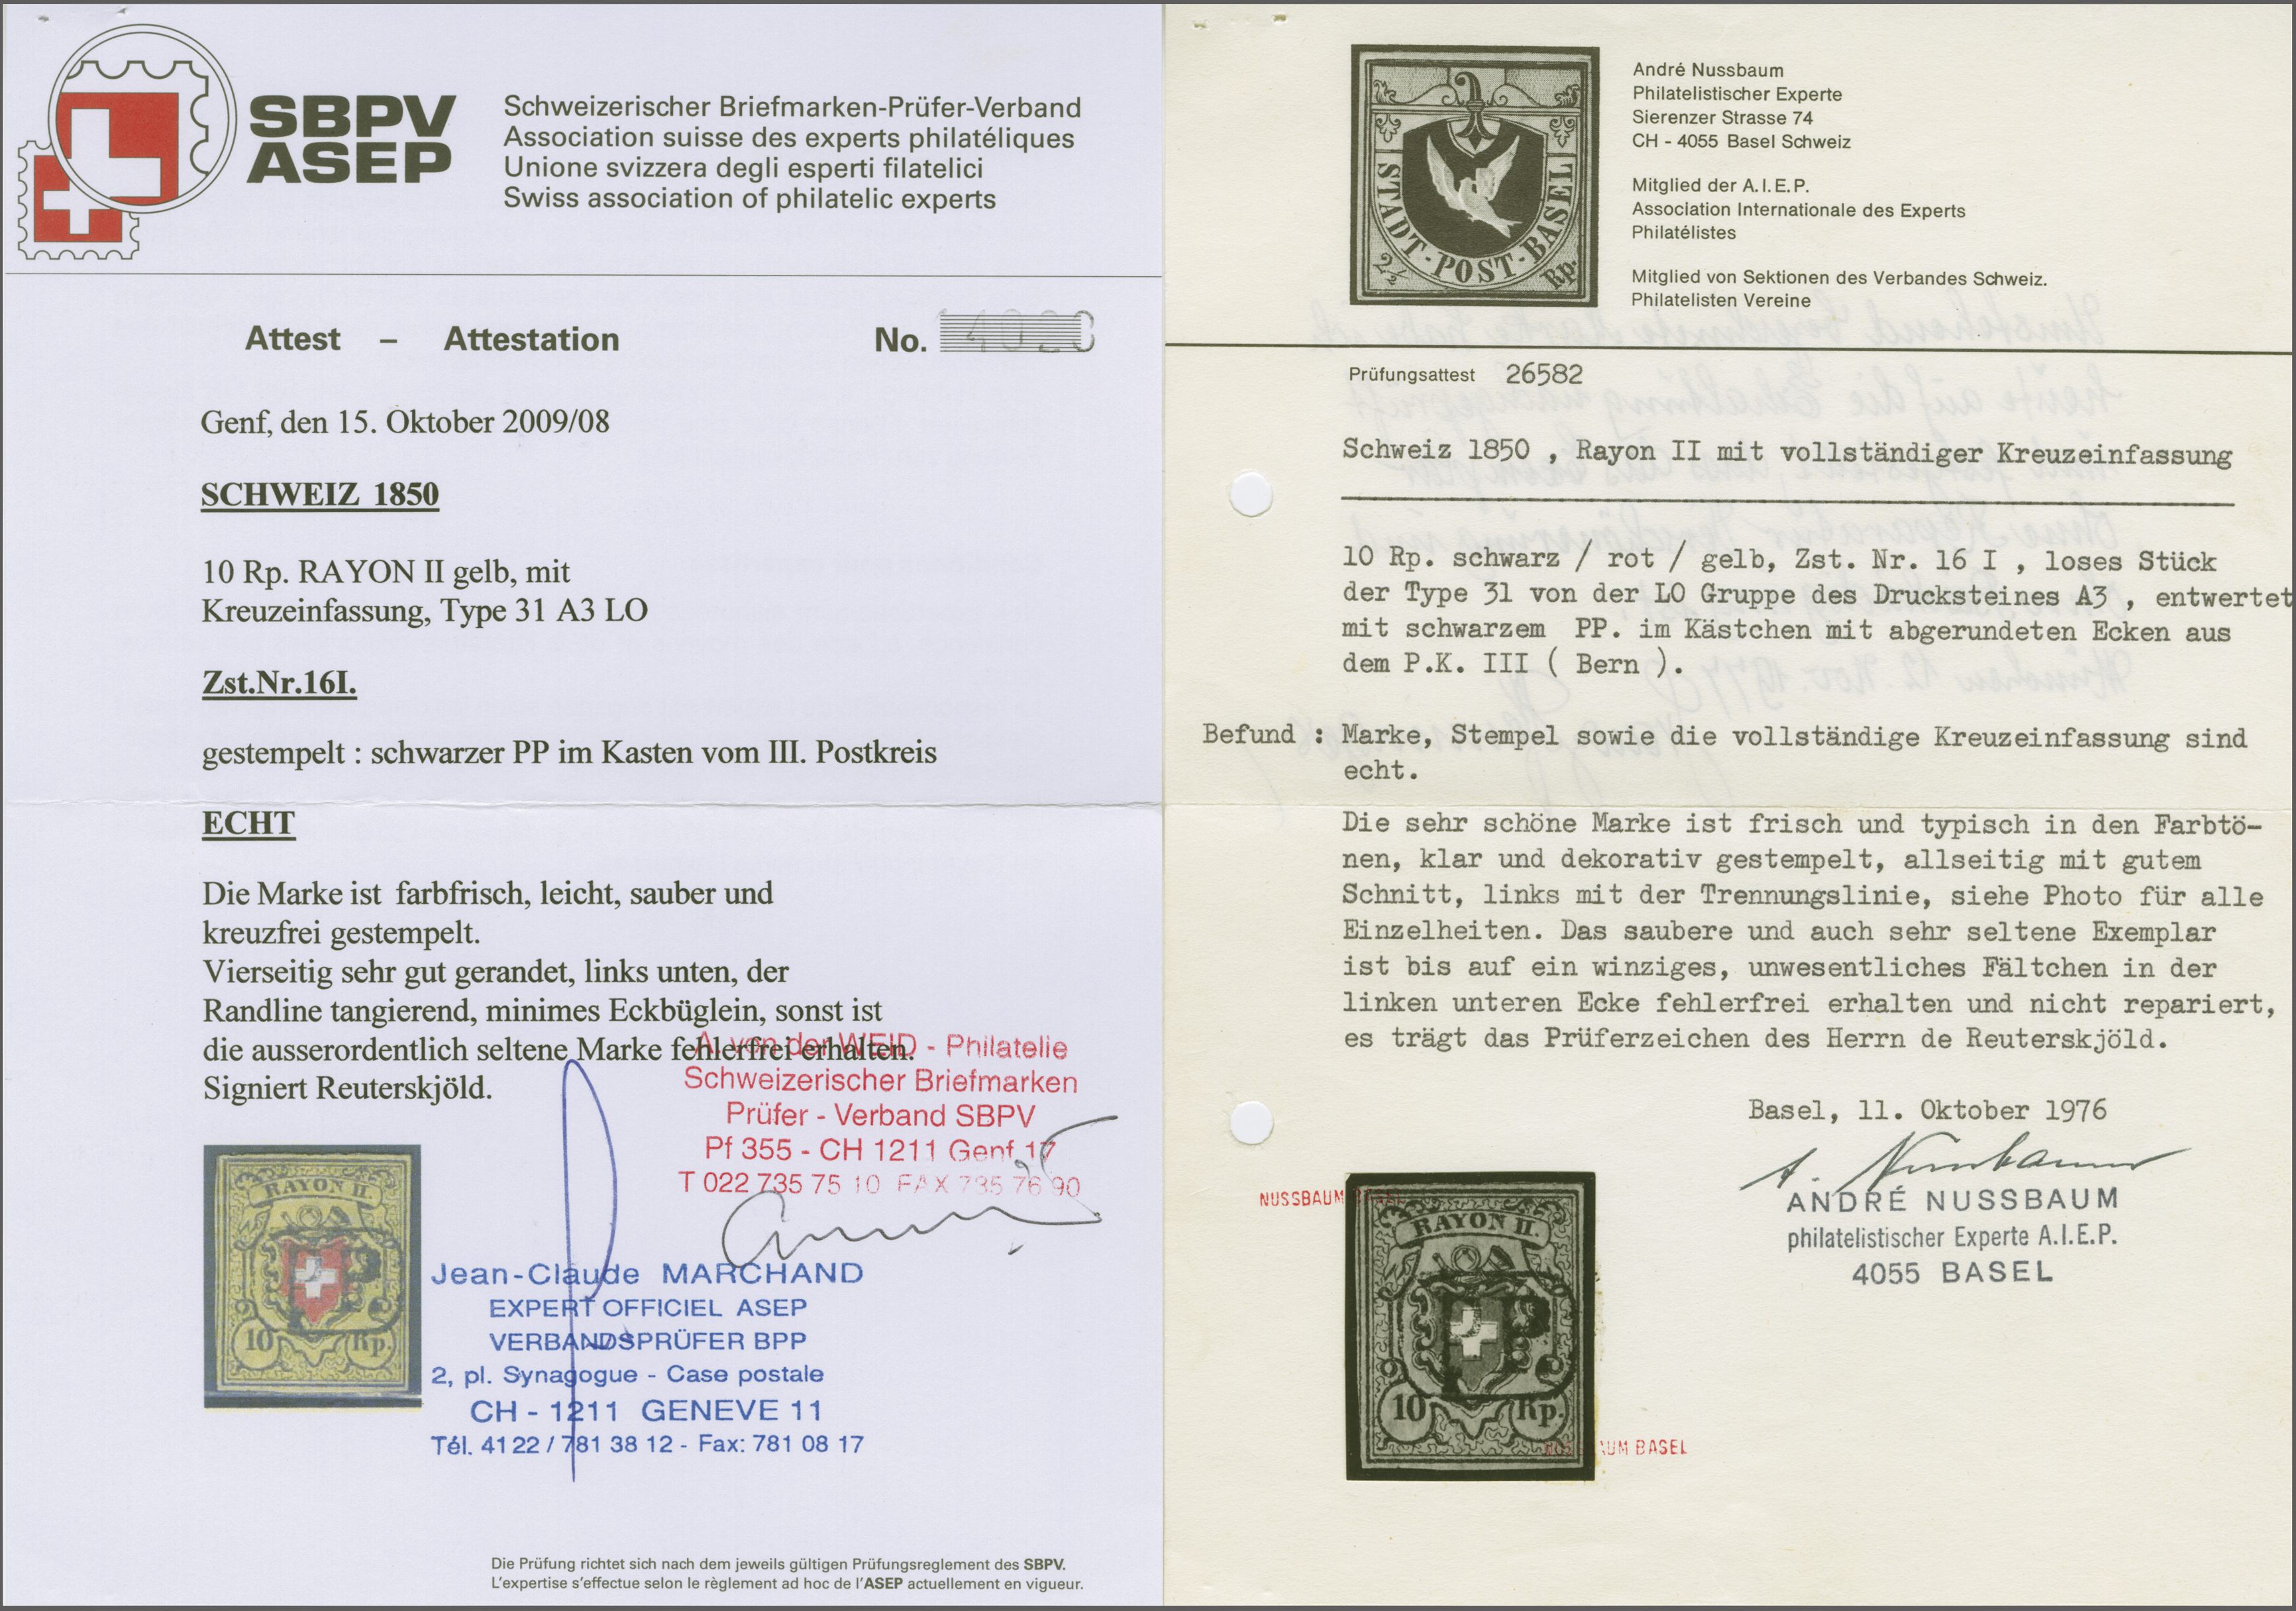 SBPV
ASEP
Schweizerischer Briefmarken-Prüfer-Verband
Association suisse des experts philatéliques
Unione svizzera degli esperti filatelici
Swiss association of philatelic experts
Attest – Attestation No.
Genf, den 15. Oktober 2009/08
SCHWEIZ 1850
10 Rp. RAYON II gelb, mit
Kreuzeinfassung, Type 31 A3 LO
Zst.Nr.16I.
gestempelt : schwarzer PP im Kasten vom III. Postkreis
ECHT
Die Marke ist farbfrisch, leicht, sauber und
kreuzfrei gestempelt.
Vierseitig sehr gut gerandet, links unten, der
Randline tangierend, minimes Eckbüglein, sonst ist
die ausserordentlich seltene Marke fehlerfrei erhalten.
Signiert Reuterskjöld.
A. von der WEID - Philatelie
Schweizerischer Briefmarken
Prüfer - Verband SBPV
Pf 355 - CH 1211 Genf 17
T 022 735 75 10 FAX 735 76 90
RAYON II.
PP
10 Rp.
Jean-Claude MARCHAND
EXPERT OFFICIEL ASEP
VERBANDSPRÜFER BPP
2, pl. Synagogue - Case postale
CH - 1211 GENEVE 11
Tél. 4122 / 781 38 12 - Fax: 781 08 17
Die Prüfung richtet sich nach dem jeweils gültigen Prüfungsreglement des SBPV.
L'expertise s'effectue selon le règlement ad hoc de l'ASEP actuellement en vigueur.
STADT-POST-BASEL
2½ Rp.
André Nussbaum
Philatelistischer Experte
Sierenzer Strasse 74
CH - 4055 Basel Schweiz
Mitglied der A.I.E.P.
Association Internationale des Experts
Philatélistes
Mitglied von Sektionen des Verbandes Schweiz.
Philatelisten Vereine
Prüfungsattest 26582
Schweiz 1850 , Rayon II mit vollständiger Kreuzeinfassung
10 Rp. schwarz / rot / gelb, Zst. Nr. 16 I , loses Stück
der Type 31 von der LO Gruppe des Drucksteines A3 , entwertet
mit schwarzem PP. im Kästchen mit abgerundeten Ecken aus
dem P.K. III ( Bern ).
Befund : Marke, Stempel sowie die vollständige Kreuzeinfassung sind
echt.
Die sehr schöne Marke ist frisch und typisch in den Farbtö-
nen, klar und dekorativ gestempelt, allseitig mit gutem
Schnitt, links mit der Trennungslinie, siehe Photo für alle
Einzelheiten. Das saubere und auch sehr seltene Exemplar
ist bis auf ein winziges, unwesentliches Fältchen in der
linken unteren Ecke fehlerfrei erhalten und nicht repariert,
es trägt das Prüferzeichen des Herrn de Reuterskjöld.
Basel, 11. Oktober 1976
A. Nussbaum
ANDRÉ NUSSBAUM
philatelistischer Experte A.I.E.P.
4055 BASEL
NUSSBAUM BASEL
RAYON II.
PP
10 Rp.
NUSSBAUM BASEL